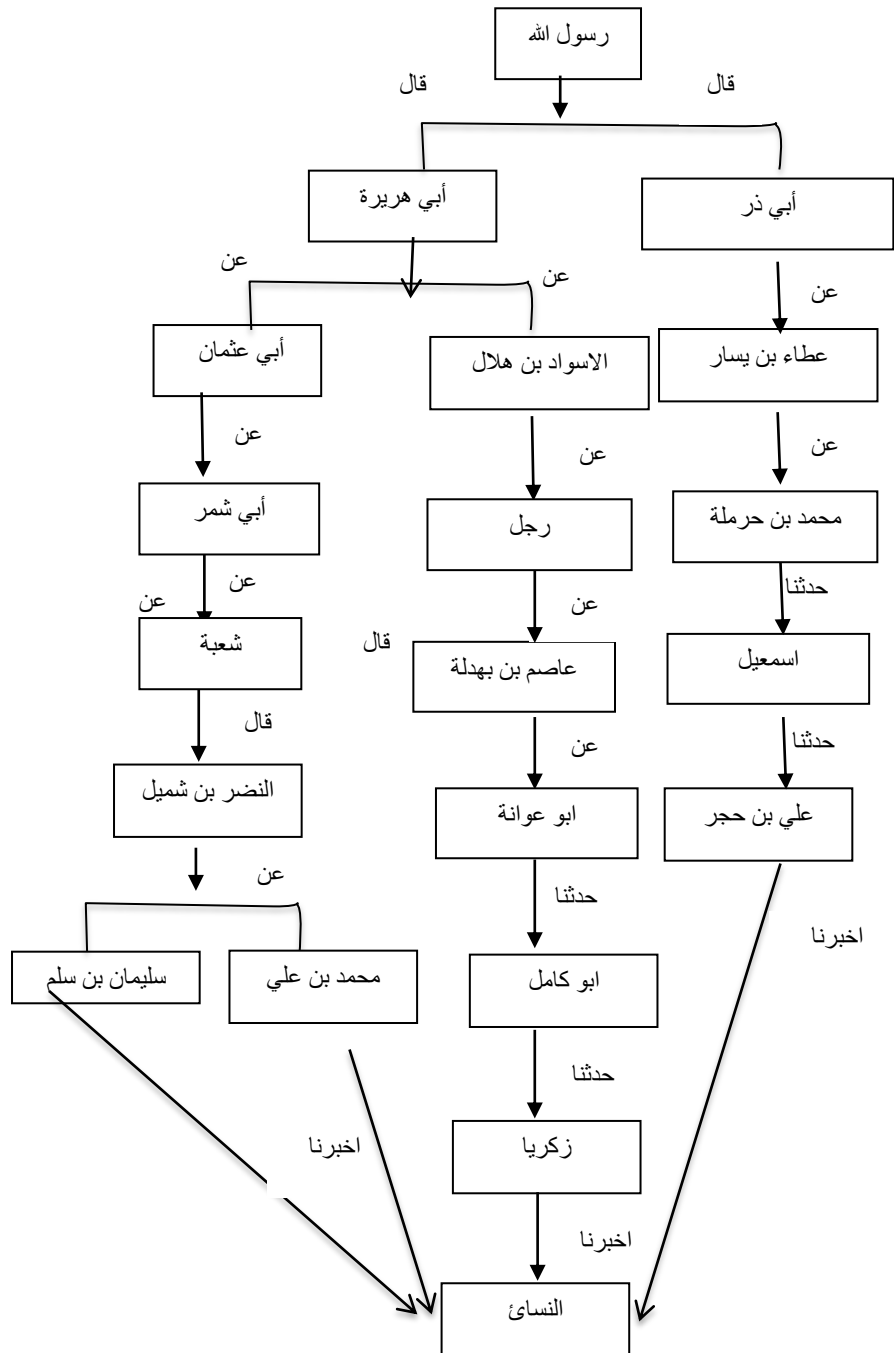 رسول الله
قال
قال
أبي ذر
أبي هريرة
عن
عن
عن
عطاء بن يسار
الاسواد بن هلال
أبي عثمان
عن
عن
عن
محمد بن حرملة
رجل
أبي شمر
حدثنا
عن
عن
عن
اسمعيل
عاصم بن بهدلة
قال
شعبة
حدثنا
عن
قال
علي بن حجر
ابو عوانة
النضر بن شميل
اخبرنا
حدثنا
عن
ابو كامل
محمد بن علي
سليمان بن سلم
حدثنا
زكريا
اخبرنا
اخبرنا
النسائ